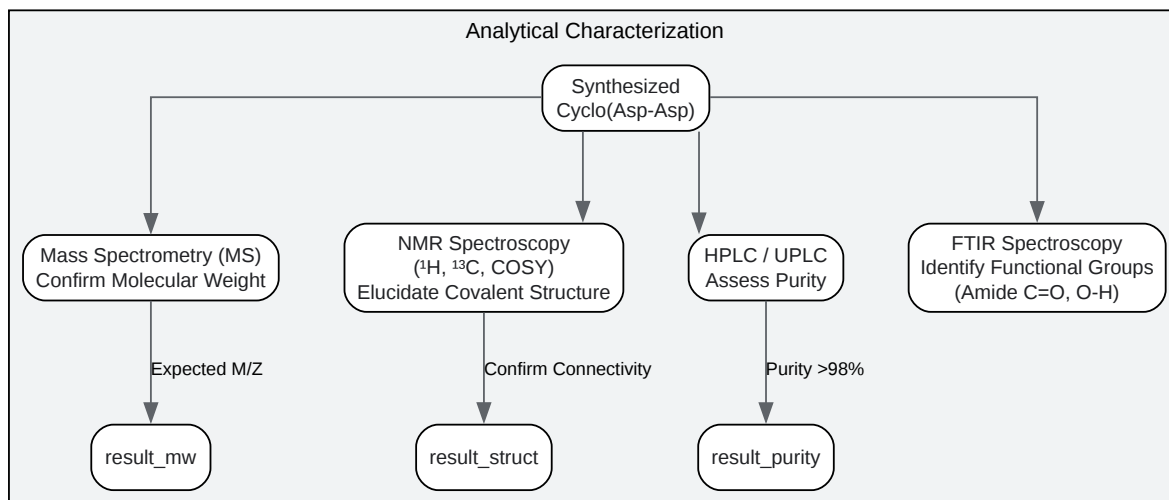 Analytical Characterization
Synthesized
Cyclo(Asp-Asp)
Mass Spectrometry (MS)
Confirm Molecular Weight
NMR Spectroscopy
(¹H, ¹³C, COSY)
Elucidate Covalent Structure
HPLC / UPLC
Assess Purity
FTIR Spectroscopy
Identify Functional Groups
(Amide C=O, O-H)
Expected M/Z
Confirm Connectivity
Purity >98%
result_mw
result_struct
result_purity